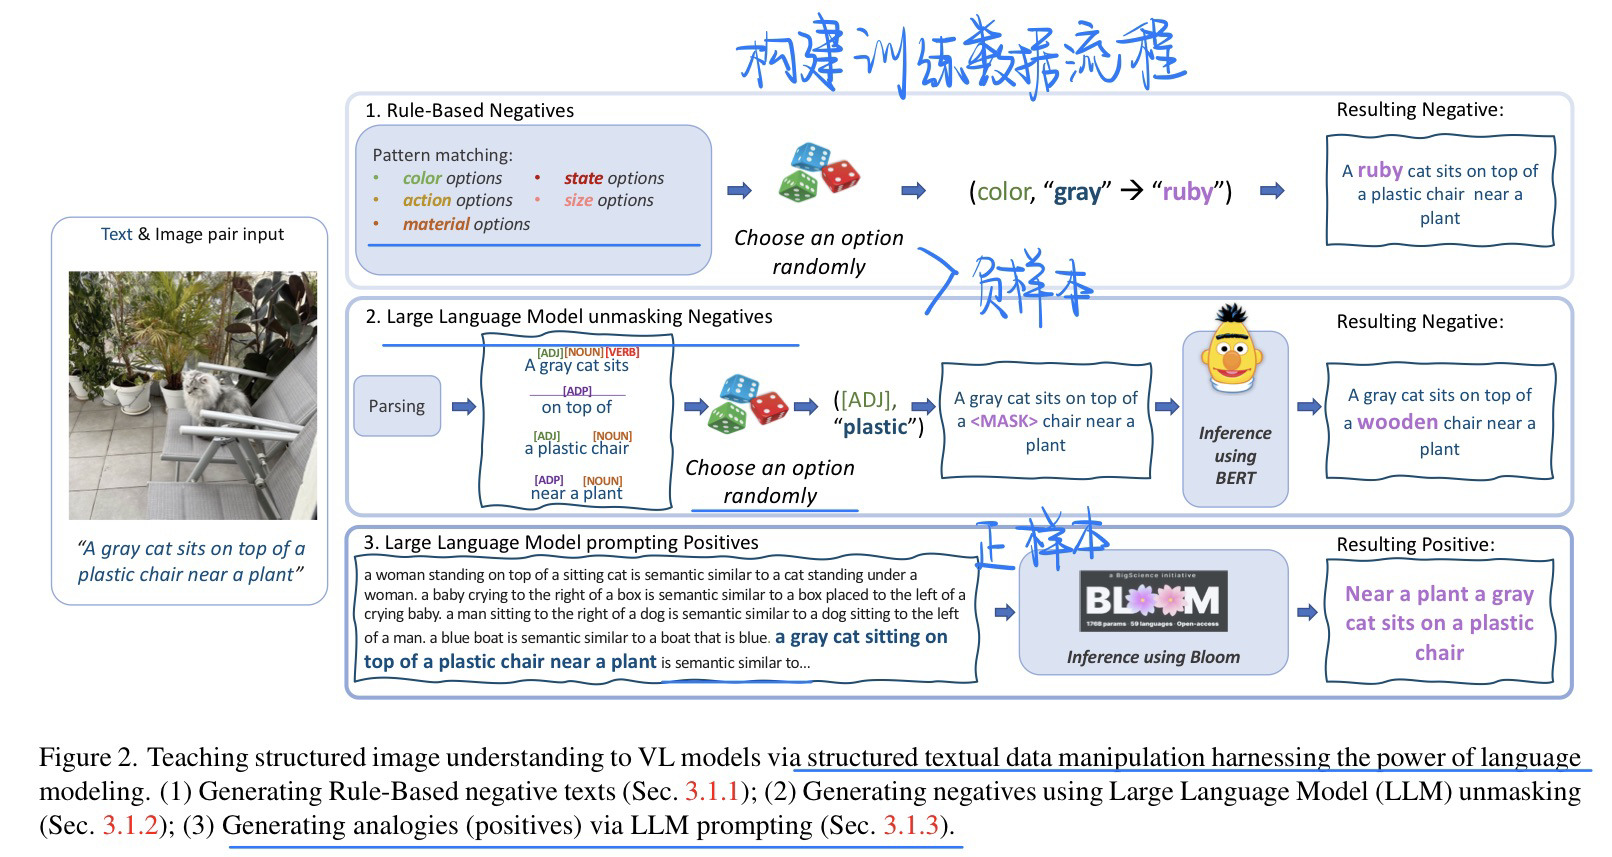 构建训练数据流程
1. Rule-Based Negatives
Resulting Negative:
Pattern matching:
• color options
• state options
• action options
• size options
• material options
Choose an option
randomly
(color, “gray” → “ruby”)
A ruby cat sits on top of
a plastic chair near a
plant
负样本
Text & Image pair input
“A gray cat sits on top of a
plastic chair near a plant”
2. Large Language Model unmasking Negatives
Resulting Negative:
Parsing
[ADJ][NOUN][VERB]
A gray cat sits
[ADP]
on top of
[ADJ] [NOUN]
a plastic chair
[ADP] [NOUN]
near a plant
Choose an option
randomly
([ADJ],
“plastic”)
A gray cat sits on top of
a <MASK> chair near a
plant
Inference
using
BERT
A gray cat sits on top of
a wooden chair near a
plant
正样本
3. Large Language Model prompting Positives
Resulting Positive:
a woman standing on top of a sitting cat is semantic similar to a cat standing under a
woman. a baby crying to the right of a box is semantic similar to a box placed to the left of a
crying baby. a man sitting to the right of a dog is semantic similar to a dog sitting to the left
of a man. a blue boat is semantic similar to a boat that is blue. a gray cat sitting on
top of a plastic chair near a plant is semantic similar to...
a BigScience initiative
BLOOM
176B params · 59 languages · Open-access
Inference using Bloom
Near a plant a gray
cat sits on a plastic
chair
Figure 2. Teaching structured image understanding to VL models via structured textual data manipulation harnessing the power of language
modeling. (1) Generating Rule-Based negative texts (Sec. 3.1.1); (2) Generating negatives using Large Language Model (LLM) unmasking
(Sec. 3.1.2); (3) Generating analogies (positives) via LLM prompting (Sec. 3.1.3).